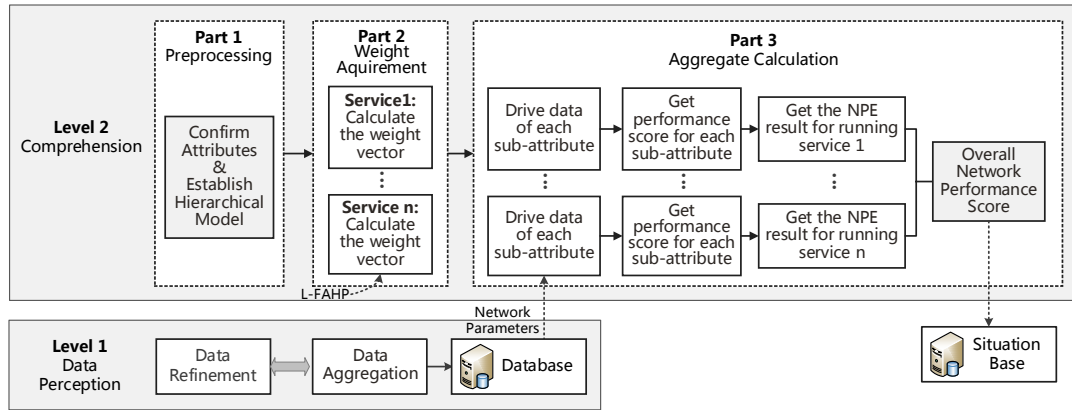 Level 2
Comprehension
Part 1
Preprocessing
Confirm
Attributes
&
Establish
Hierarchical
Model
Part 2
Weight
Aquirement
Service1:
Calculate
the weight
vector
Service n:
Calculate
the weight
vector
L-FAHP
Part 3
Aggregate Calculation
Drive data
of each
sub-attribute
Get
performance
score for each
sub-attribute
Get the NPE
result for running
service 1
Drive data
of each
sub-attribute
Get
performance
score for each
sub-attribute
Get the NPE
result for running
service n
Overall
Network
Performance
Score
Network
Parameters
Level 1
Data
Perception
Data
Refinement
Data
Aggregation
Database
Situation
Base